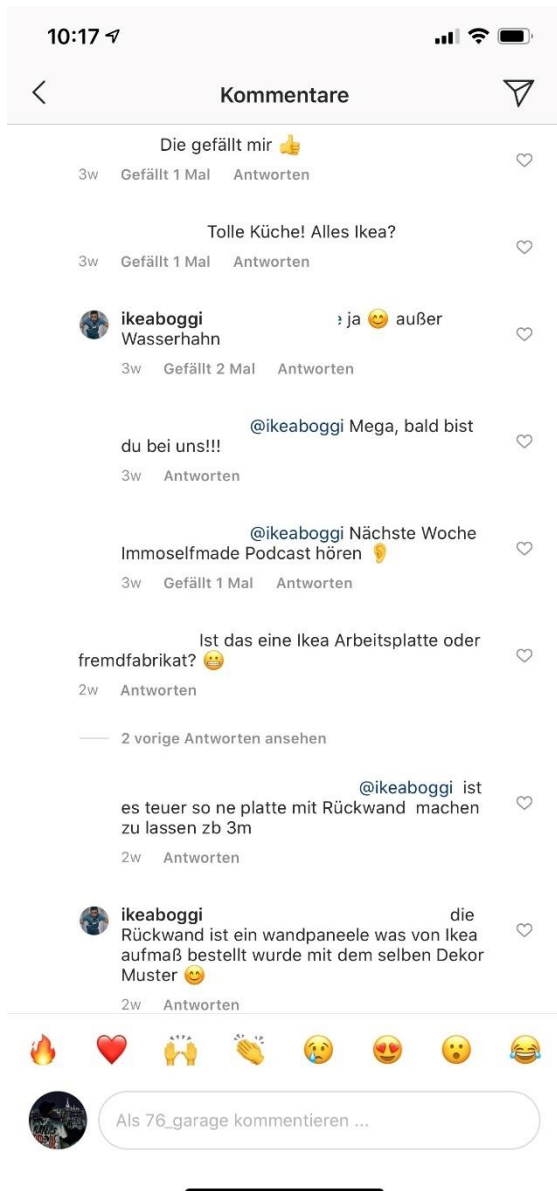 10:17
Kommentare
Die gefällt mir 👍
3w Gefällt 1 Mal Antworten
Tolle Küche! Alles Ikea?
3w Gefällt 1 Mal Antworten
ikeaboggi ja 😊 außer
Wasserhahn
3w Gefällt 2 Mal Antworten
@ikeaboggi Mega, bald bist
du bei uns!!!
3w Antworten
@ikeaboggi Nächste Woche
Immoselfmade Podcast hören 👂
3w Gefällt 1 Mal Antworten
Ist das eine Ikea Arbeitsplatte oder
fremdfabrikat? 😬
2w Antworten
2 vorige Antworten ansehen
@ikeaboggi ist
es teuer so ne platte mit Rückwand machen
zu lassen zb 3m
2w Antworten
ikeaboggi die
Rückwand ist ein wandpaneele was von Ikea
aufmaß bestellt wurde mit dem selben Dekor
Muster 😊
2w Antworten
🔥 ❤️ 🙌 👏 😢 😍 😮 😂
Als 76_garage kommentieren ...